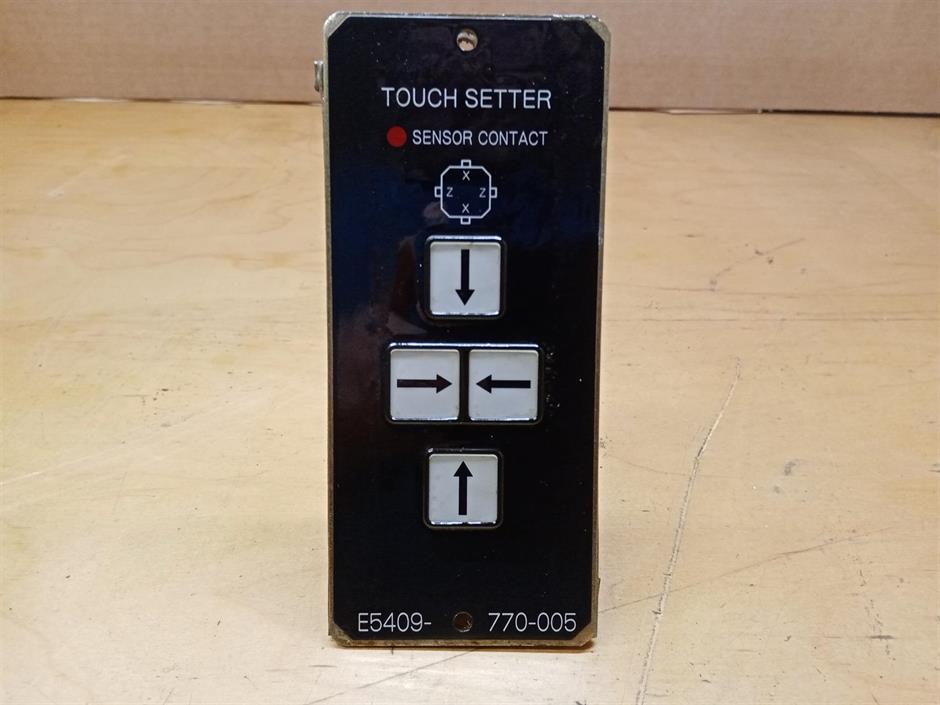 TOUCH SETTER
SENSOR CONTACT
X
Z Z
X
E5409- 770-005